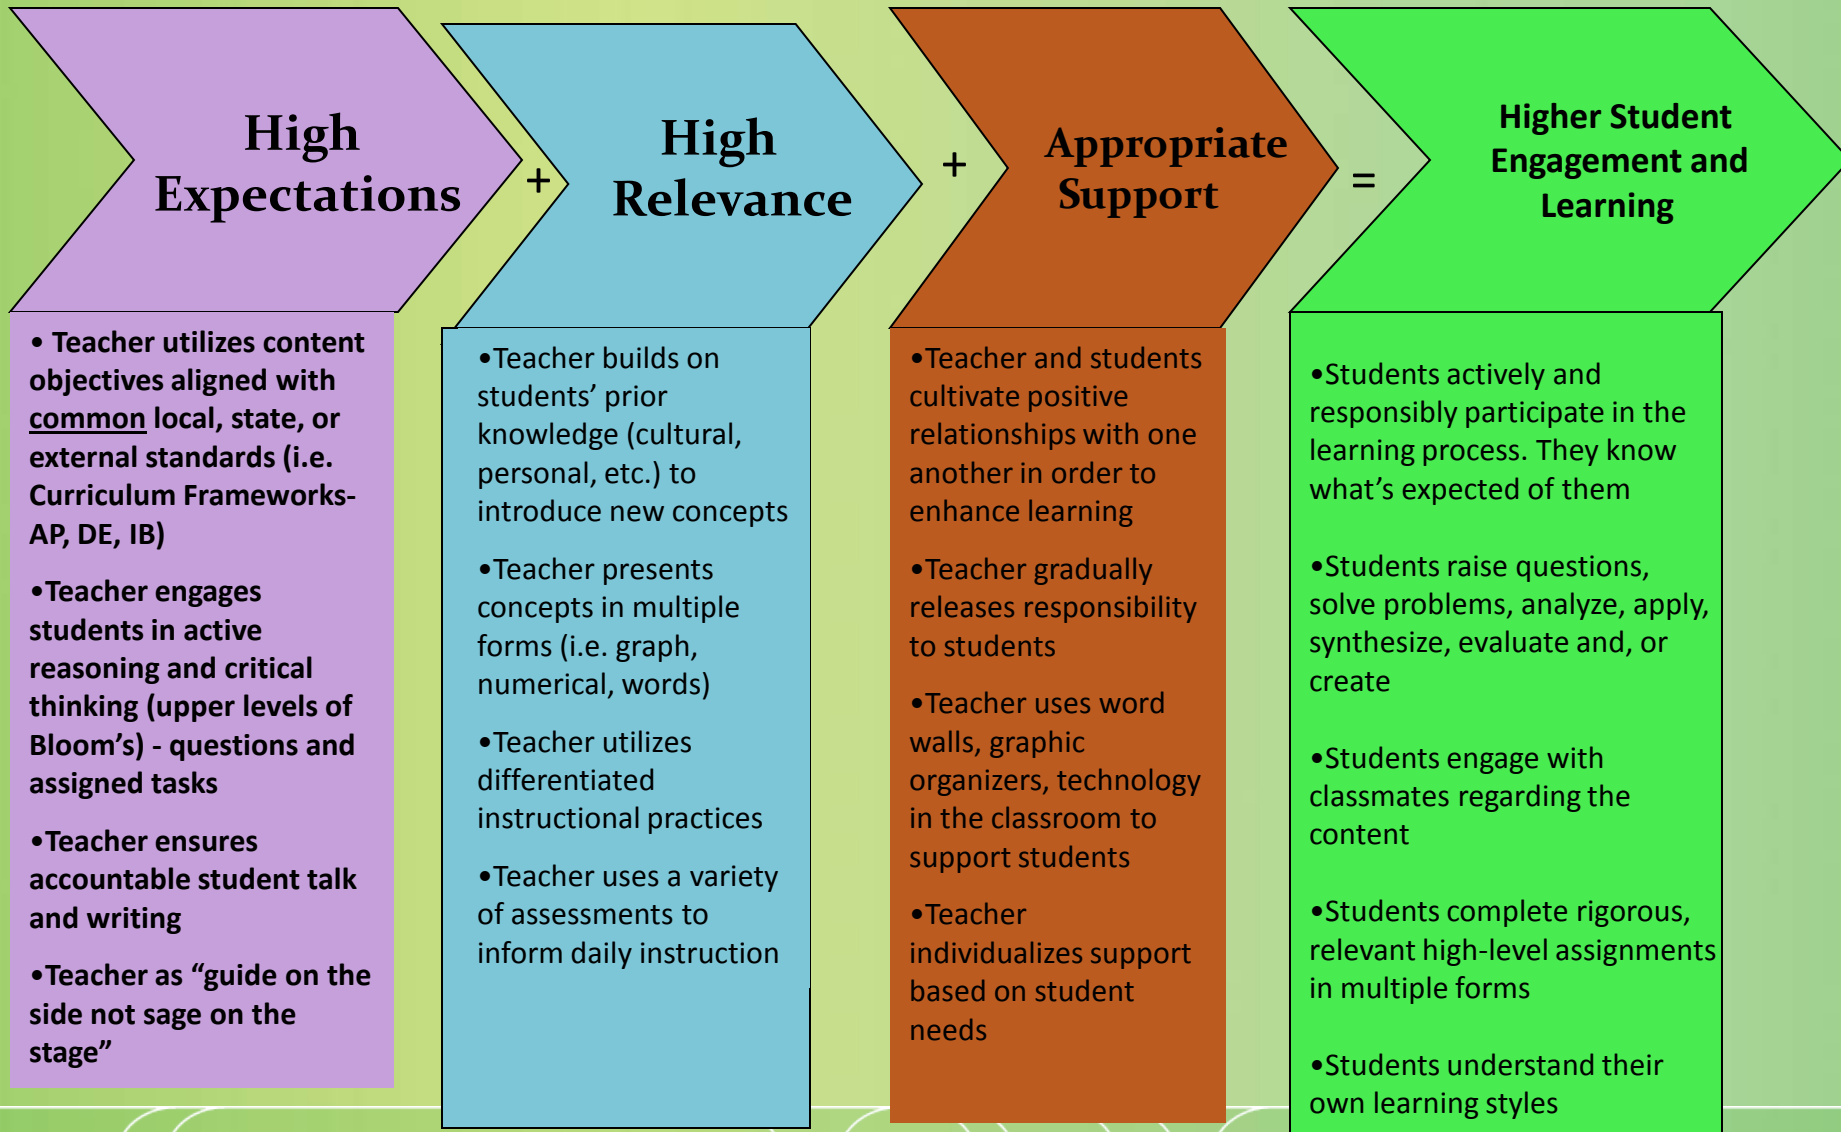 High
Expectations
+
High
Relevance
+
Appropriate
Support
=
Higher Student
Engagement and
Learning
• Teacher utilizes content
objectives aligned with
common local, state, or
external standards (i.e.
Curriculum Frameworks-
AP, DE, IB)
•Teacher engages
students in active
reasoning and critical
thinking (upper levels of
Bloom’s) - questions and
assigned tasks
•Teacher ensures
accountable student talk
and writing
•Teacher as “guide on the
side not sage on the
stage”
•Teacher builds on
students’ prior
knowledge (cultural,
personal, etc.) to
introduce new concepts
•Teacher presents
concepts in multiple
forms (i.e. graph,
numerical, words)
•Teacher utilizes
differentiated
instructional practices
•Teacher uses a variety
of assessments to
inform daily instruction
•Teacher and students
cultivate positive
relationships with one
another in order to
enhance learning
•Teacher gradually
releases responsibility
to students
•Teacher uses word
walls, graphic
organizers, technology
in the classroom to
support students
•Teacher
individualizes support
based on student
needs
•Students actively and
responsibly participate in the
learning process. They know
what’s expected of them
•Students raise questions,
solve problems, analyze, apply,
synthesize, evaluate and, or
create
•Students engage with
classmates regarding the
content
•Students complete rigorous,
relevant high-level assignments
in multiple forms
•Students understand their
own learning styles